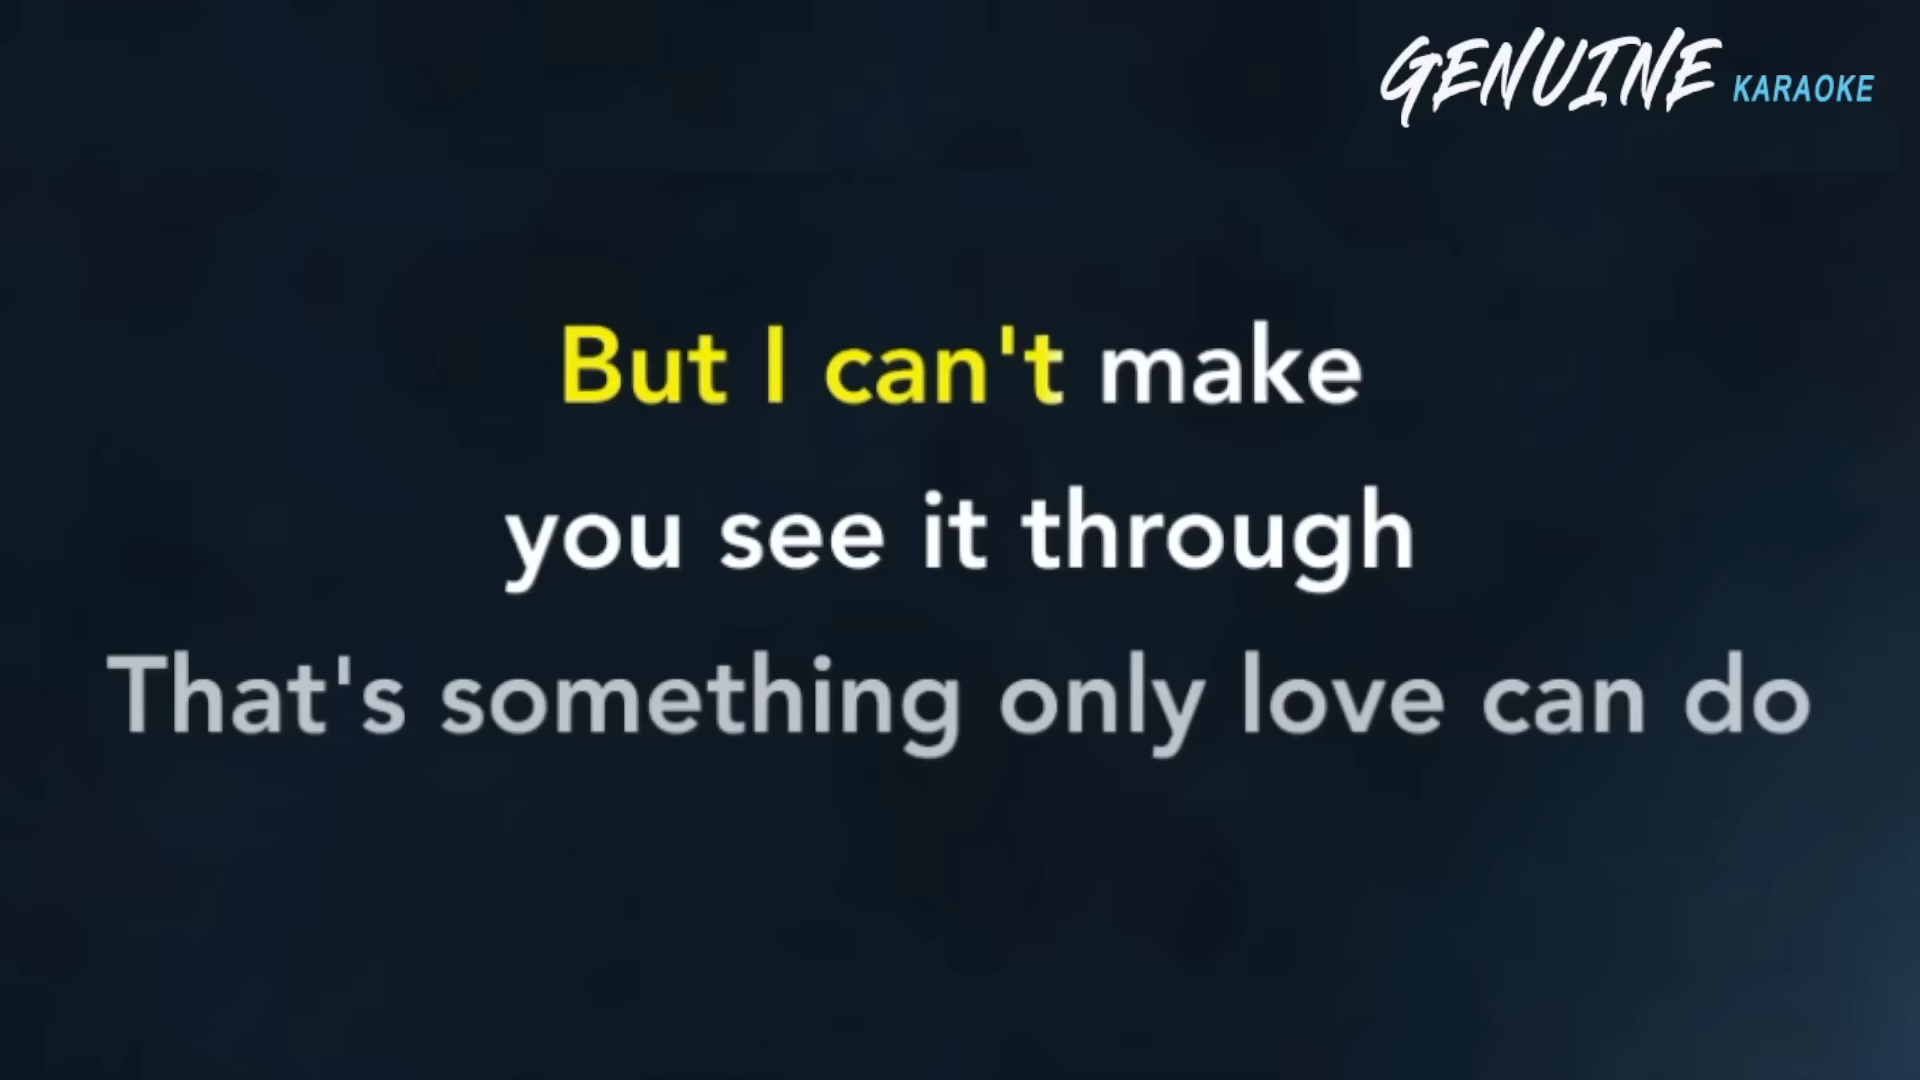 GENUINE KARAOKE
But I can't make
you see it through
That's something only love can do